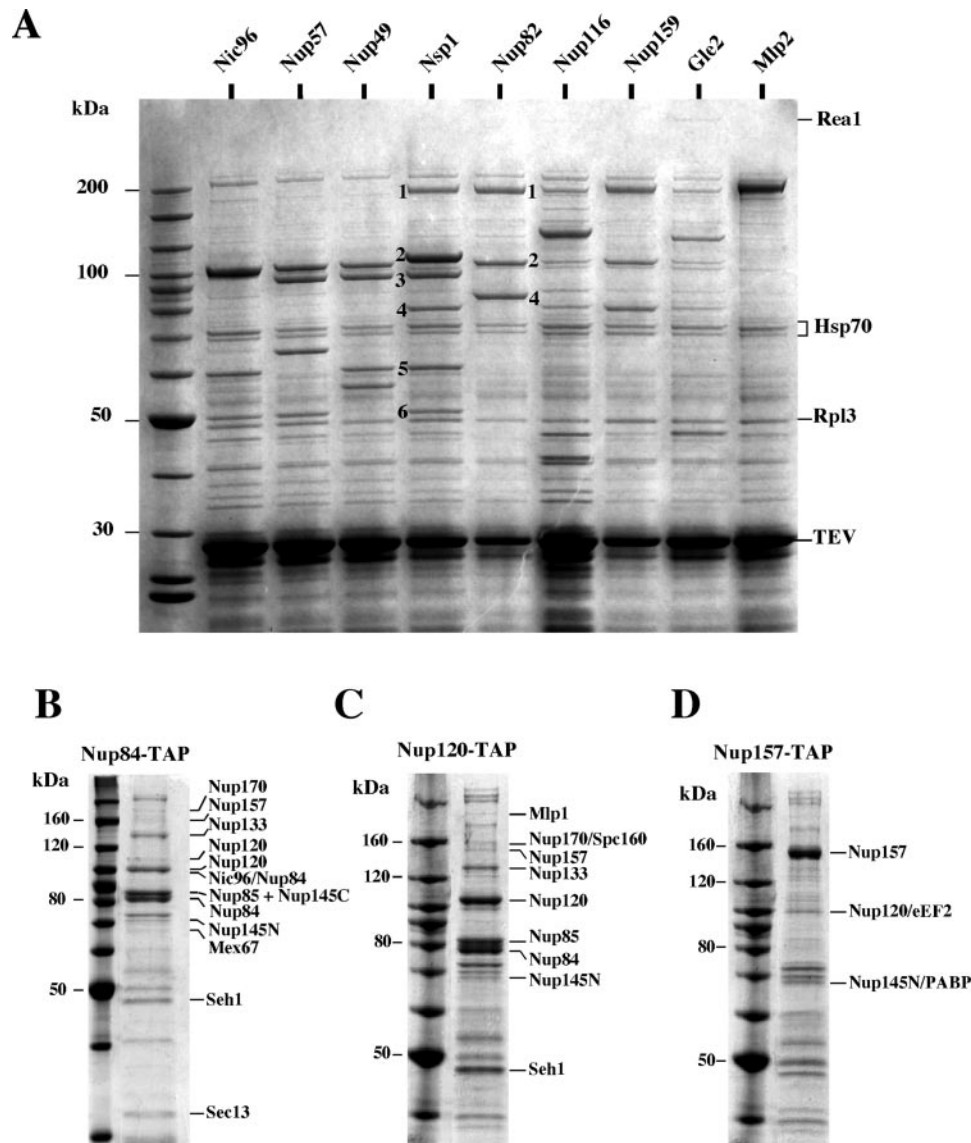 A
Nic96 Nup57 Nup49 Nsp1 Nup82 Nup116 Nup159 Gle2 Mlp2
kDa
Rea1
200 1 1
2 2
100 3
4 4
Hsp70
5
50 6 Rpl3
30 TEV
B
Nup84-TAP
kDa
Nup170
Nup157
160
Nup133
120
Nup120
Nup120
Nic96/Nup84
Nup85 + Nup145C
80
Nup84
Nup145N
Mex67
50
Seh1
Sec13
C
Nup120-TAP
kDa
Mlp1
160
Nup170/Spc160
Nup157
Nup133
120
Nup120
80
Nup85
Nup84
Nup145N
50
Seh1
D
Nup157-TAP
kDa
160
Nup157
120
Nup120/eEF2
80
Nup145N/PABP
50